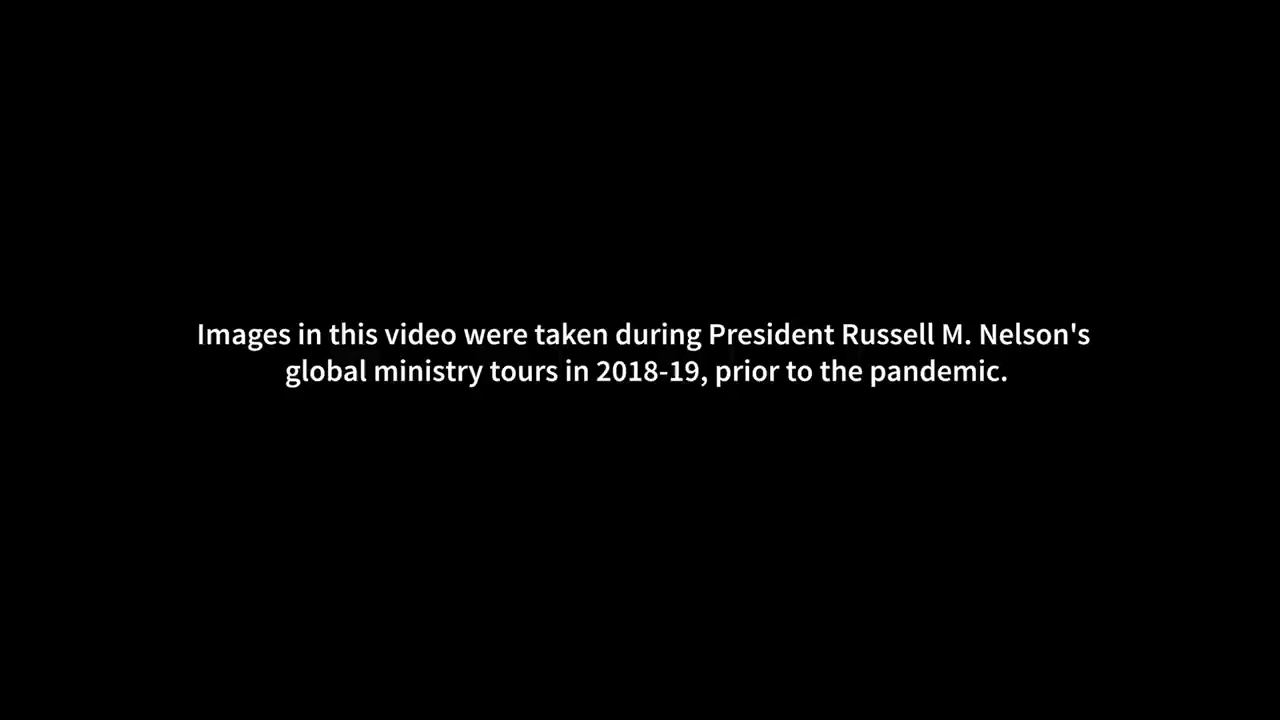 Images in this video were taken during President Russell M. Nelson's
global ministry tours in 2018-19, prior to the pandemic.